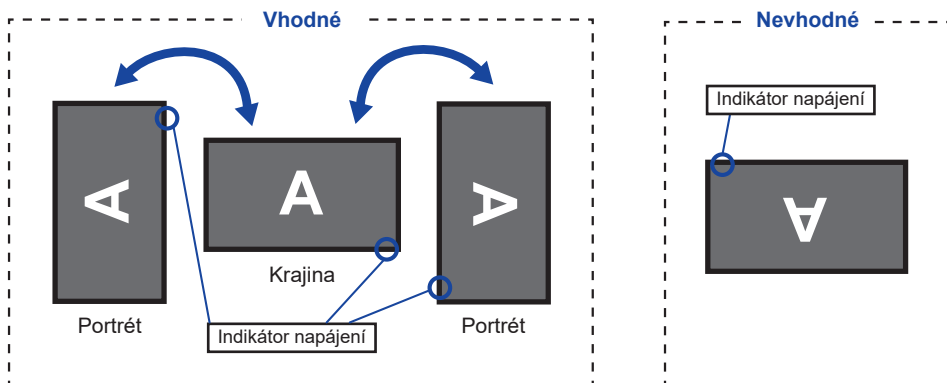 Vhodné
Nevhodné
Indikátor napájení
A
A
A
A
Krajina
Portrét
Indikátor napájení
Portrét